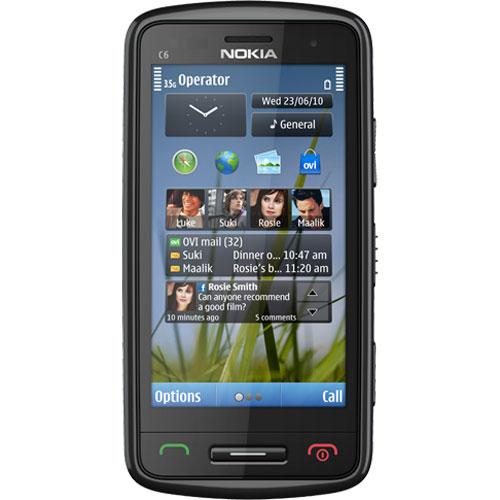 C6 NOKIA
3.5G Operator
Wed 23/06/10
General
ovi
Luke Suki Rosie Maalik
ovi OVI mail (32)
Suki Dinner o... 10:47 am
Maalik Rosie's b... 11:20 am
f Rosie Smith
Can anyone recommend
a good film?
10 minutes ago 5 comments
Options Call